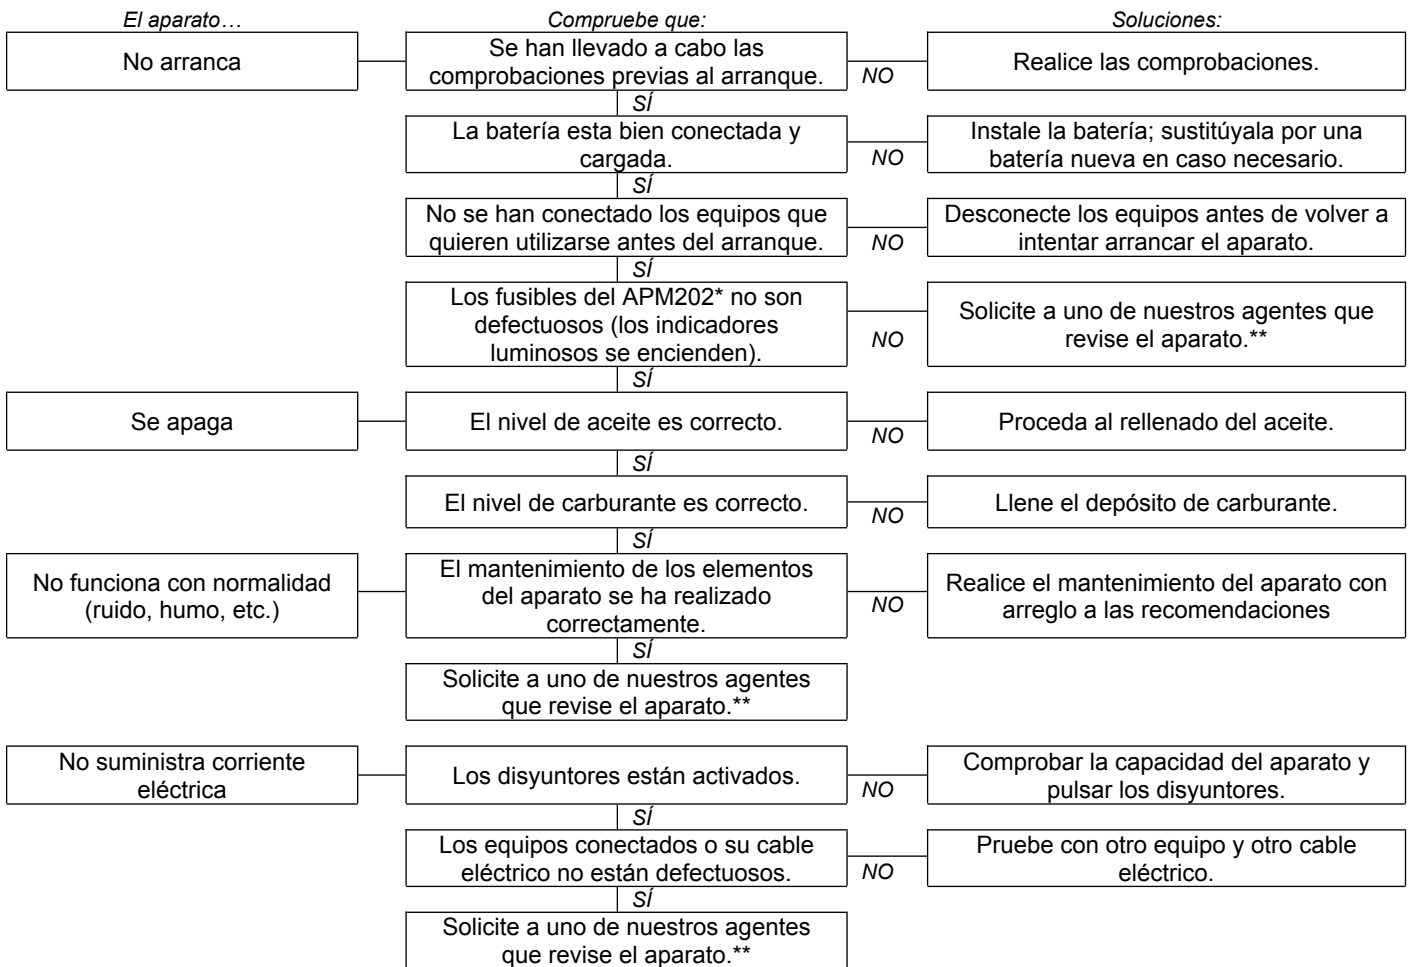 El aparato…
Compruebe que:
Soluciones:
No arranca
Se han llevado a cabo las
comprobaciones previas al arranque.
NO
Realice las comprobaciones.
SÍ
La batería esta bien conectada y
cargada.
NO
Instale la batería; sustitúyala por una
batería nueva en caso necesario.
SÍ
No se han conectado los equipos que
quieren utilizarse antes del arranque.
NO
Desconecte los equipos antes de volver a
intentar arrancar el aparato.
SÍ
Los fusibles del APM202* no son
defectuosos (los indicadores
luminosos se encienden).
NO
Solicite a uno de nuestros agentes que
revise el aparato.**
SÍ
Se apaga
El nivel de aceite es correcto.
NO
Proceda al rellenado del aceite.
SÍ
El nivel de carburante es correcto.
NO
Llene el depósito de carburante.
SÍ
No funciona con normalidad
(ruido, humo, etc.)
El mantenimiento de los elementos
del aparato se ha realizado
correctamente.
NO
Realice el mantenimiento del aparato con
arreglo a las recomendaciones
SÍ
Solicite a uno de nuestros agentes
que revise el aparato.**
No suministra corriente
eléctrica
Los disyuntores están activados.
NO
Comprobar la capacidad del aparato y
pulsar los disyuntores.
SÍ
Los equipos conectados o su cable
eléctrico no están defectuosos.
NO
Pruebe con otro equipo y otro cable
eléctrico.
SÍ
Solicite a uno de nuestros agentes
que revise el aparato.**